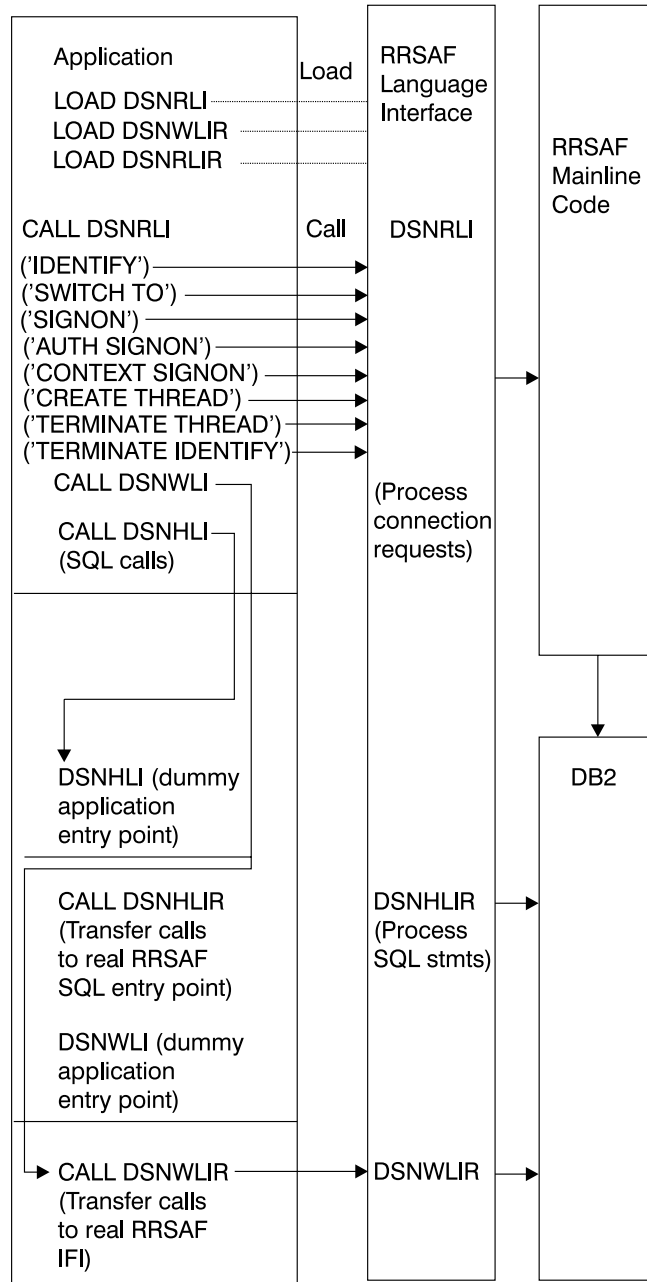 Application
Load
RRSAF
Language
Interface
LOAD DSNRLI
LOAD DSNWLIR
LOAD DSNRLIR
RRSAF
Mainline
Code
CALL DSNRLI
Call
DSNRLI
('IDENTIFY')
('SWITCH TO')
('SIGNON')
('AUTH SIGNON')
('CONTEXT SIGNON')
('CREATE THREAD')
('TERMINATE THREAD')
('TERMINATE IDENTIFY')
CALL DSNWLI
(Process
connection
requests)
CALL DSNHLI
(SQL calls)
DSNHLI (dummy
application
entry point)
DB2
CALL DSNHLIR
(Transfer calls
to real RRSAF
SQL entry point)
DSNHLIR
(Process
SQL stmts)
DSNWLI (dummy
application
entry point)
CALL DSNWLIR
(Transfer calls
to real RRSAF
IFI)
DSNWLIR